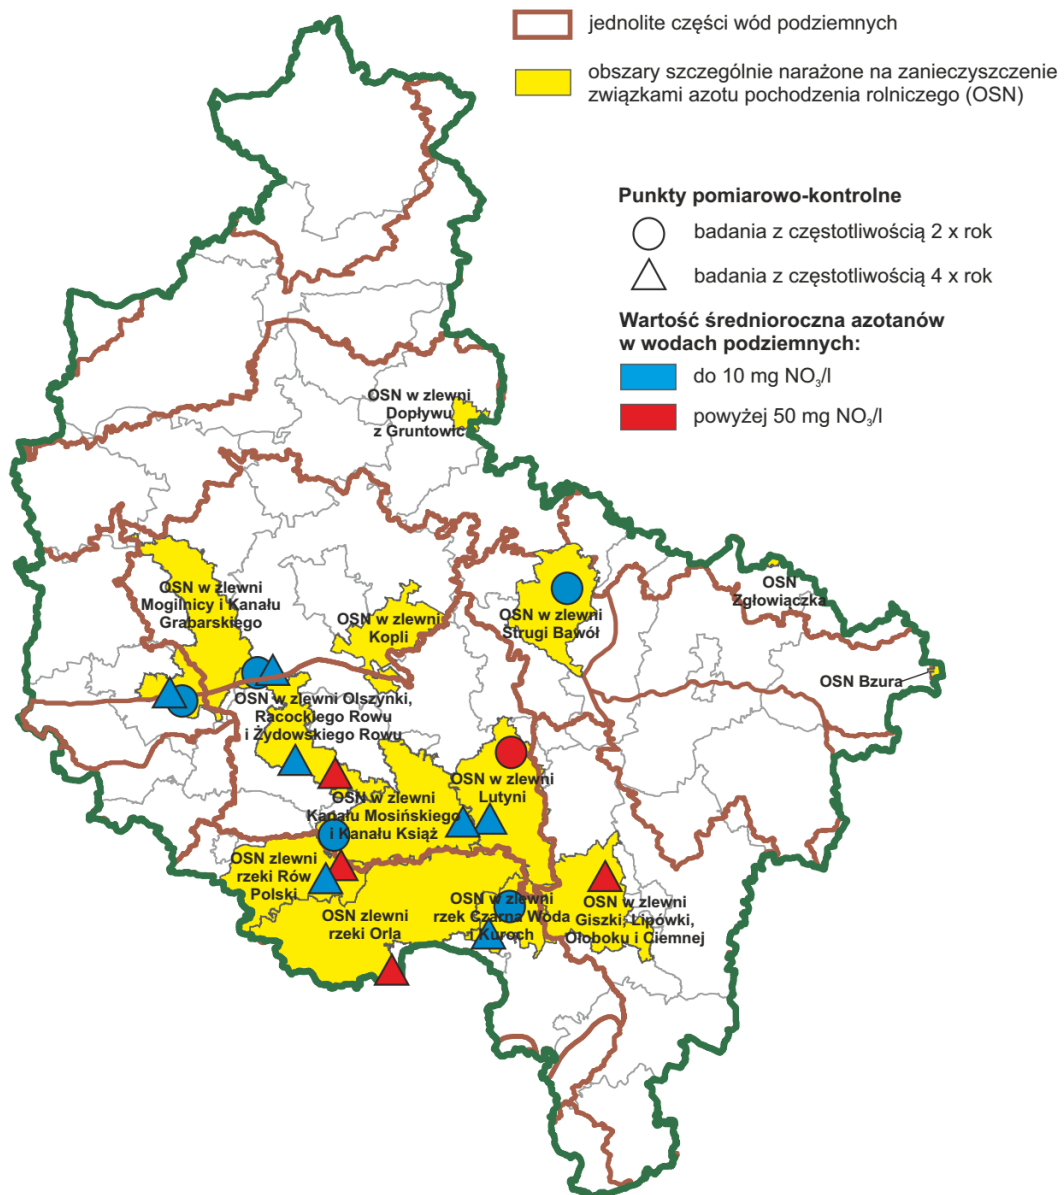 jednolite części wód podziemnych
obszary szczególnie narażone na zanieczyszczenie
związkami azotu pochodzenia rolniczego (OSN)
Punkty pomiarowo-kontrolne
badania z częstotliwością 2 x rok
badania z częstotliwością 4 x rok
Wartość średnioroczna azotanów
w wodach podziemnych:
do 10 mg NO₃/l
powyżej 50 mg NO₃/l
OSN w zlewni
Dopływu
z Gruntowic
OSN w zlewni
Mogilnicy i Kanału
Grabarskiego
OSN w zlewni
Kopli
OSN w zlewni
Strugi Bawół
OSN
Zgłowiączka
OSN Bzura
OSN w zlewni Olszynki,
Racockiego Rowu
i Żydowskiego Rowu
OSN w zlewni
Kanału Mosińskiego
i Kanału Książ
OSN w zlewni
Lutyni
OSN zlewni
rzeki Rów
Polski
OSN zlewni
rzeki Orla
OSN w zlewni
rzek Czarna Woda
i Kuroch
OSN w zlewni
Giszki, Lipówki,
Ołoboku i Ciemnej